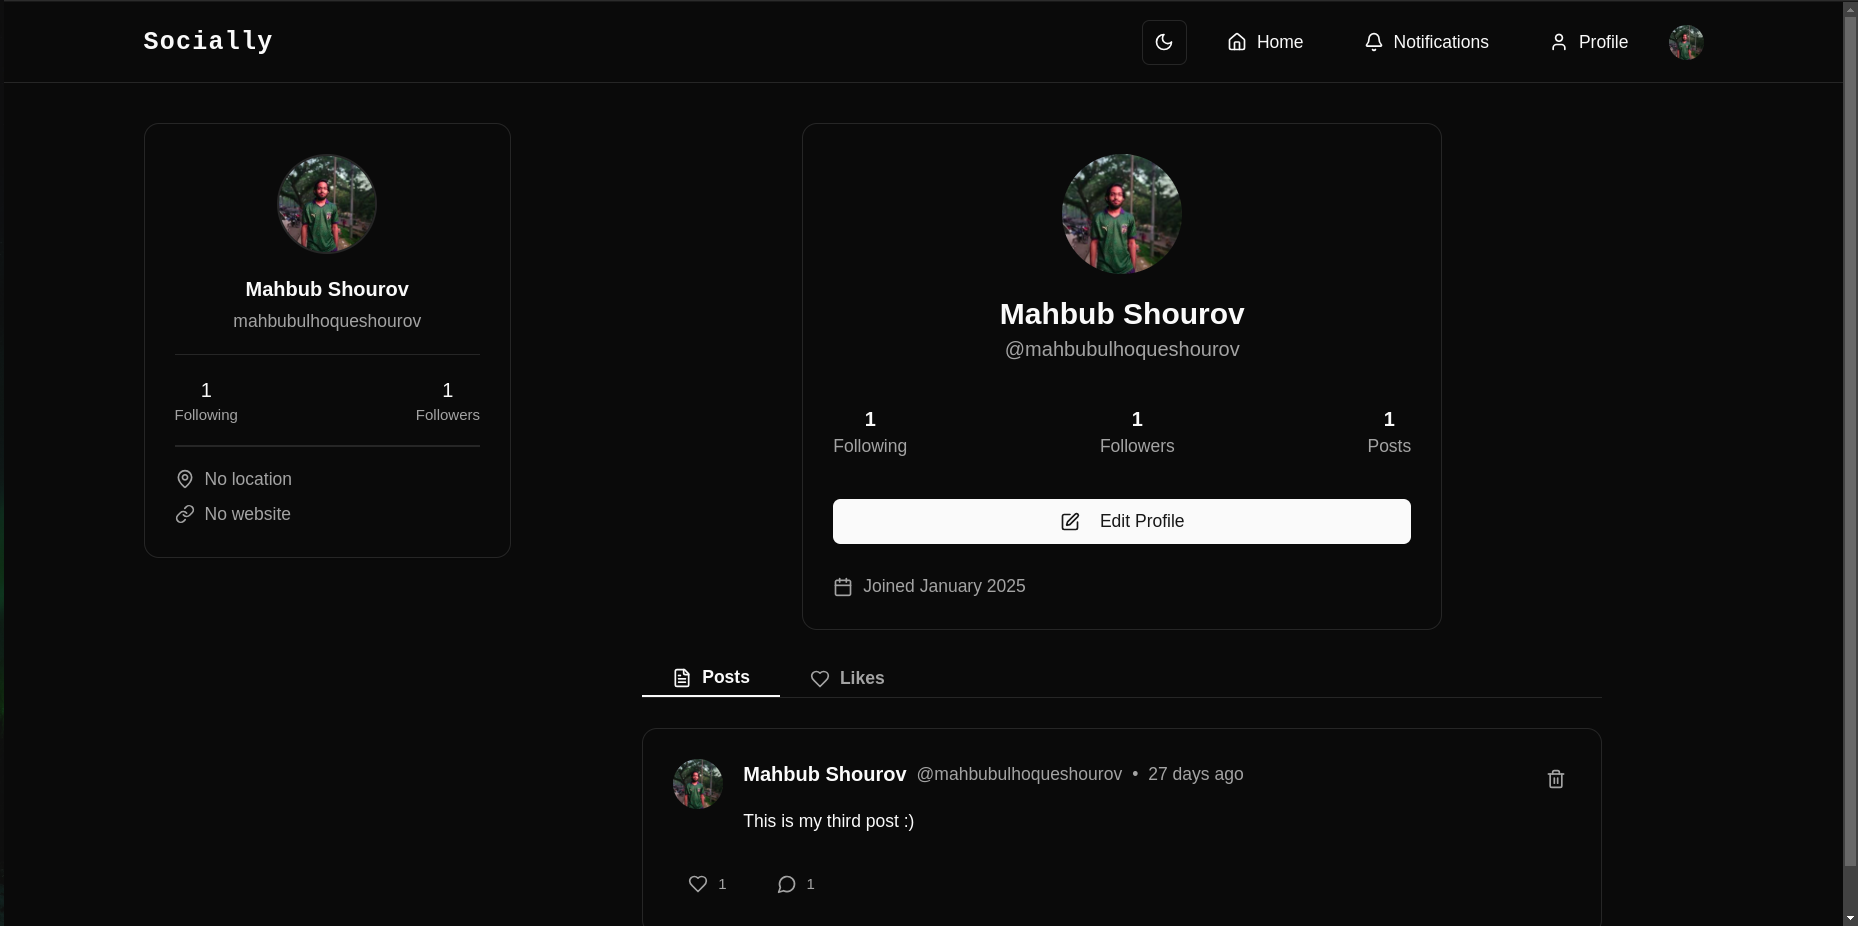 Socially
Home
Notifications
Profile
Mahbub Shourov
mahbubulhoqueshourov
1
Following
1
Followers
No location
No website
Mahbub Shourov
@mahbubulhoqueshourov
1
Following
1
Followers
1
Posts
Edit Profile
Joined January 2025
Posts
Likes
Mahbub Shourov @mahbubulhoqueshourov • 27 days ago
This is my third post :)
1
1